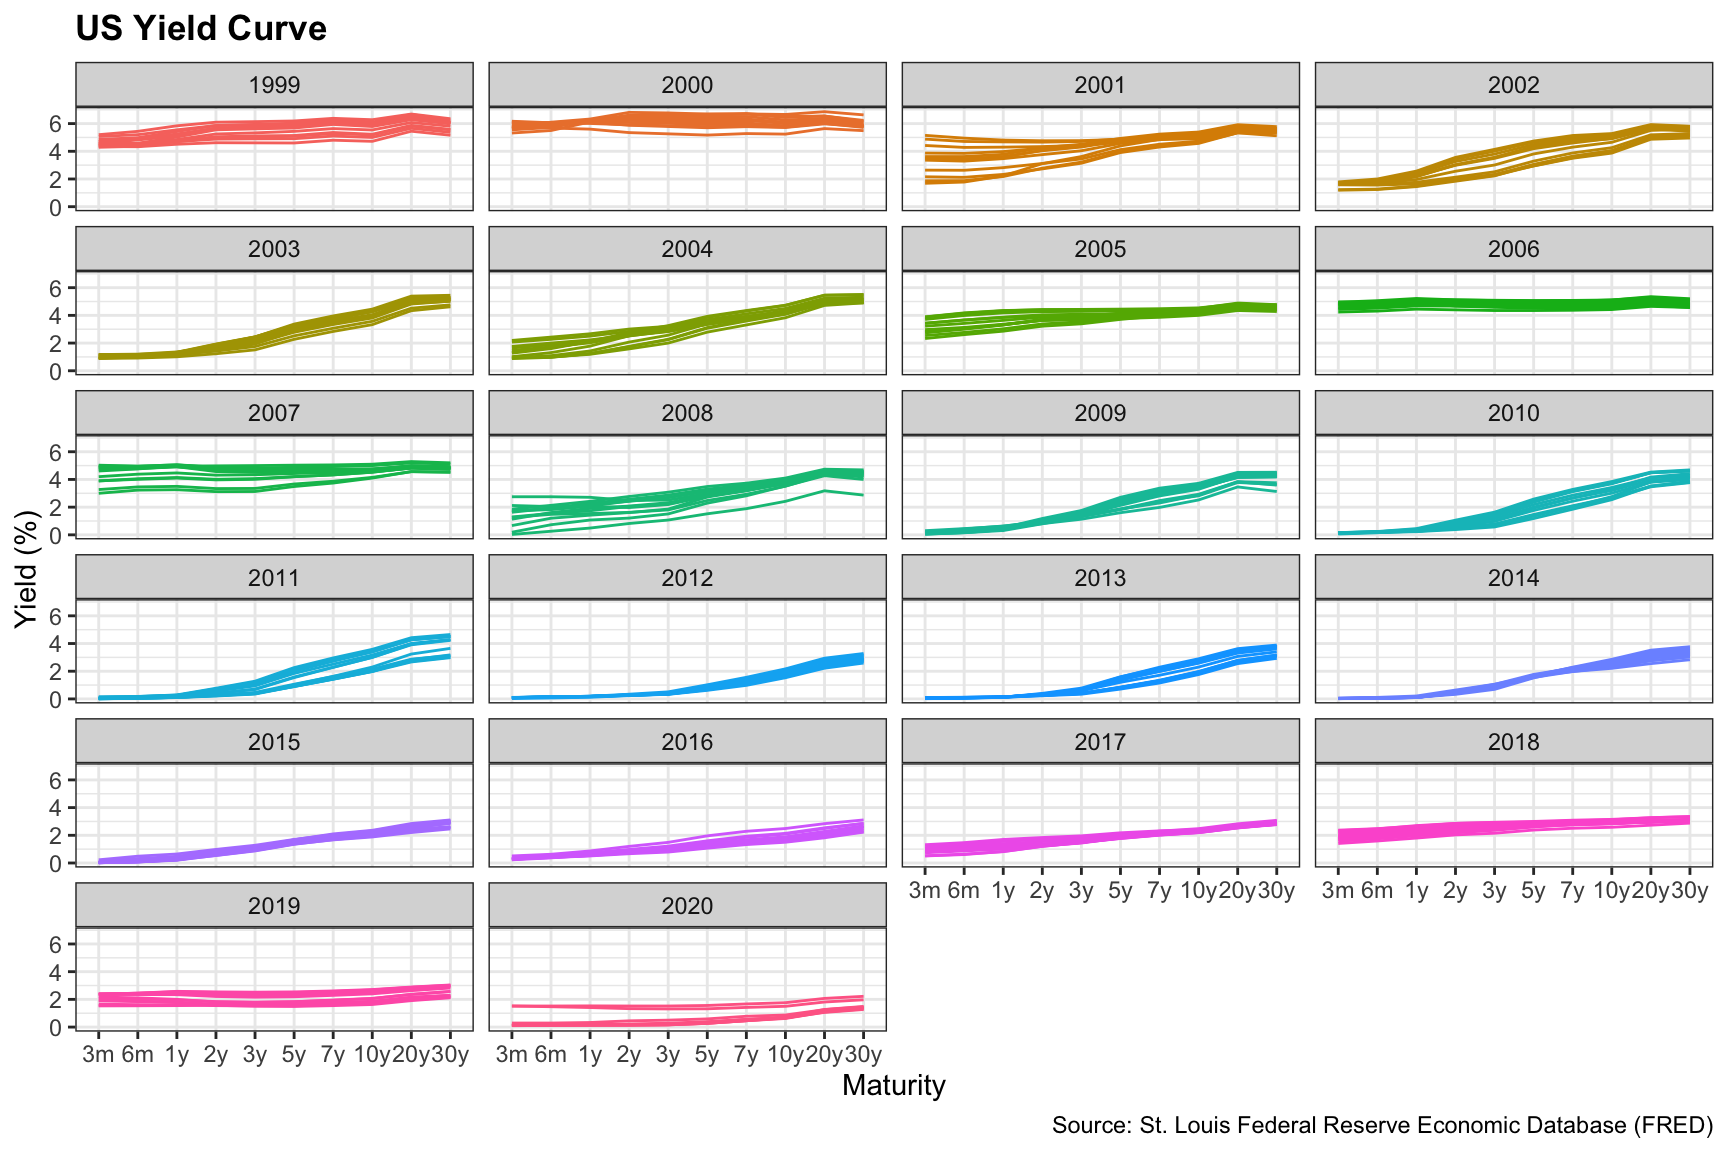 US Yield Curve
1999 2000 2001 2002
6
4
2
0
2003 2004 2005 2006
6
4
2
0
2007 2008 2009 2010
6
4
2
0
Yield (%)
2011 2012 2013 2014
6
4
2
0
2015 2016 2017 2018
6
4
2
0
3m 6m 1y 2y 3y 5y 7y 10y 20y 30y 3m 6m 1y 2y 3y 5y 7y 10y 20y 30y
2019 2020
6
4
2
0
3m 6m 1y 2y 3y 5y 7y 10y 20y 30y 3m 6m 1y 2y 3y 5y 7y 10y 20y 30y
Maturity
Source: St. Louis Federal Reserve Economic Database (FRED)